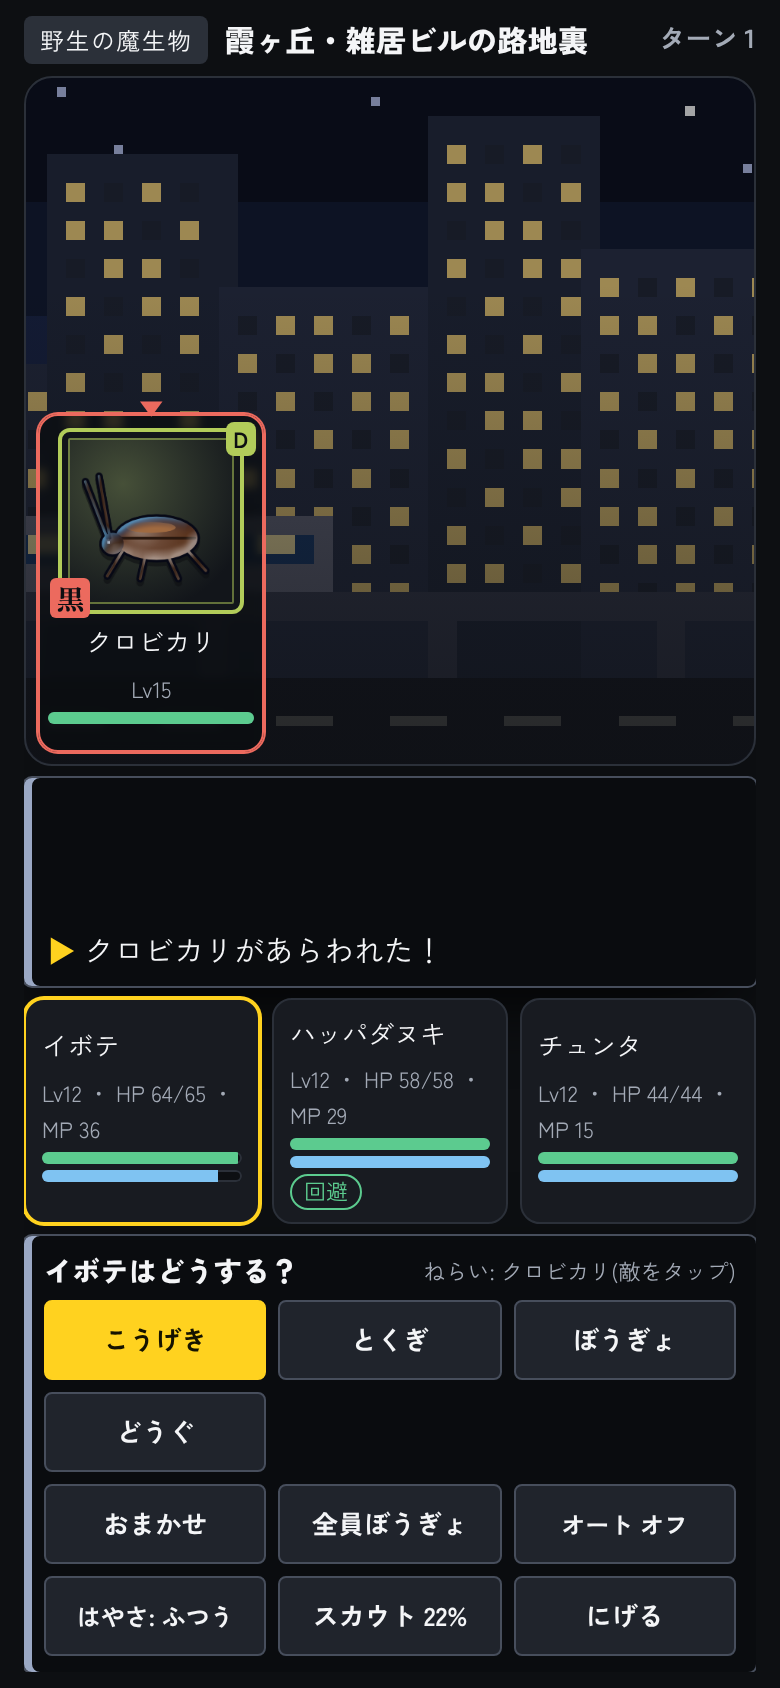 野生の魔生物 霞ヶ丘・雑居ビルの路地裏 ターン 1
D
黒
クロビカリ
Lv15
▶ クロビカリがあらわれた！
イボテ
Lv12 ・ HP 64/65 ・
MP 36
ハッパダヌキ
Lv12 ・ HP 58/58 ・
MP 29
回避
チュンタ
Lv12 ・ HP 44/44 ・
MP 15
イボテはどうする？ ねらい: クロビカリ(敵をタップ)
こうげき とくぎ ぼうぎょ
どうぐ
おまかせ 全員ぼうぎょ オート オフ
はやさ: ふつう スカウト 22% にげる